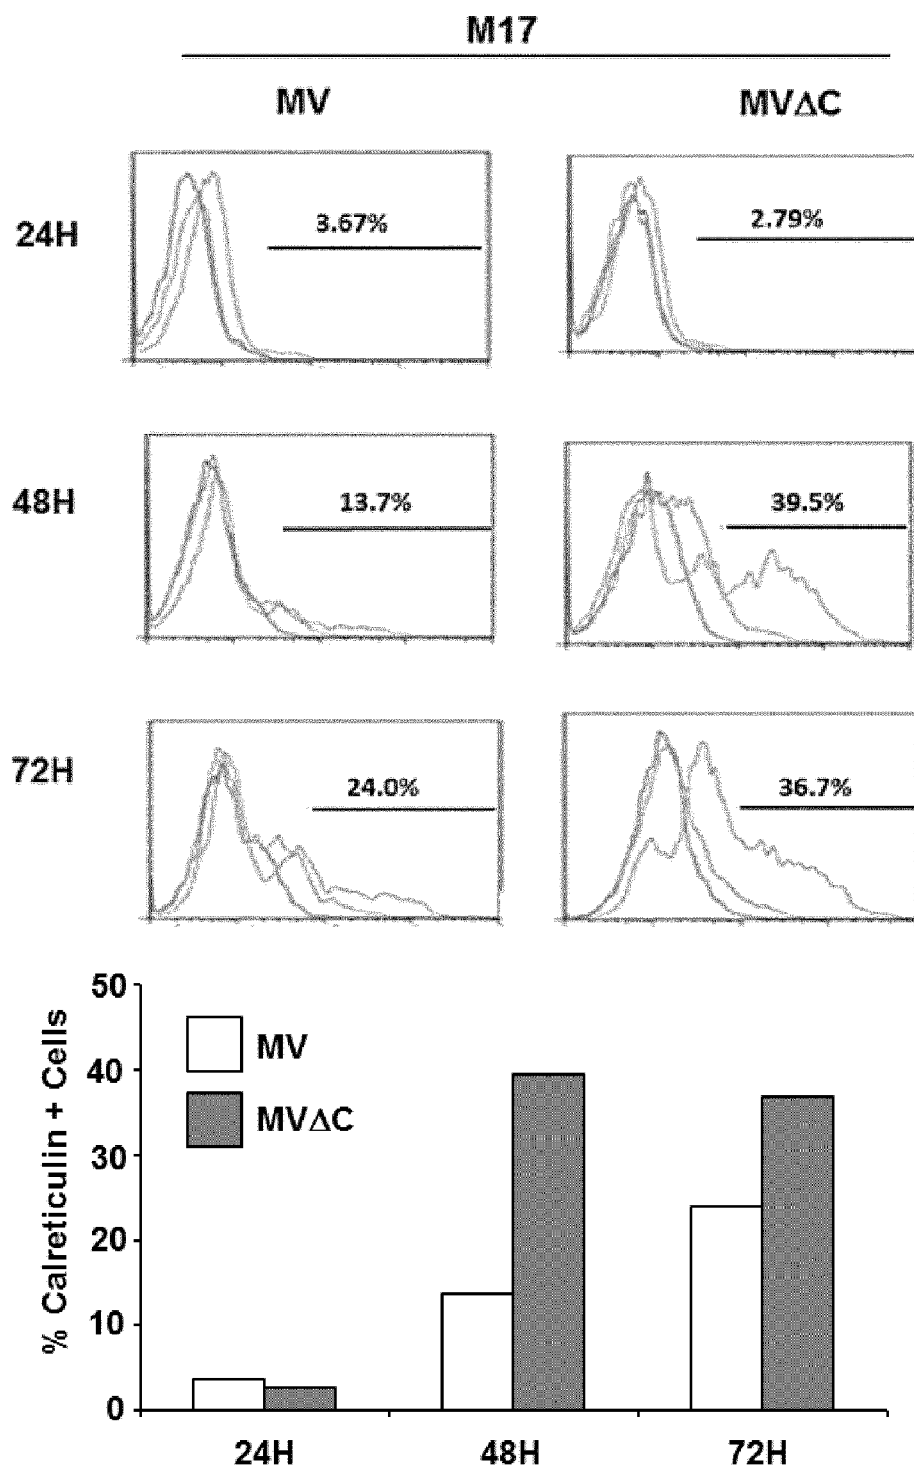 M17
MV MVΔC
24H
3.67% 2.79%
48H
13.7% 39.5%
72H
24.0% 36.7%
% Calreticulin + Cells
50
40
30
20
10
0
MV
MVΔC
24H 48H 72H